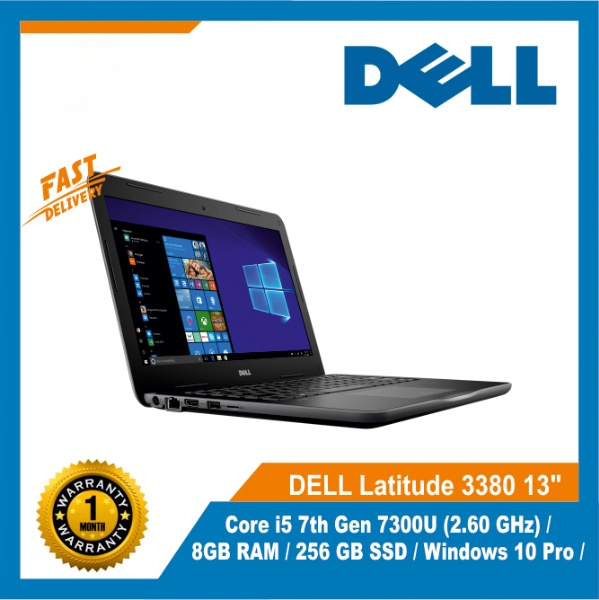 DELL
FAST
DELIVERY
DELL
DELL Latitude 3380 13"
WARRANTY
1
MONTH
WARRANTY
Core i5 7th Gen 7300U (2.60 GHz) /
8GB RAM / 256 GB SSD / Windows 10 Pro /